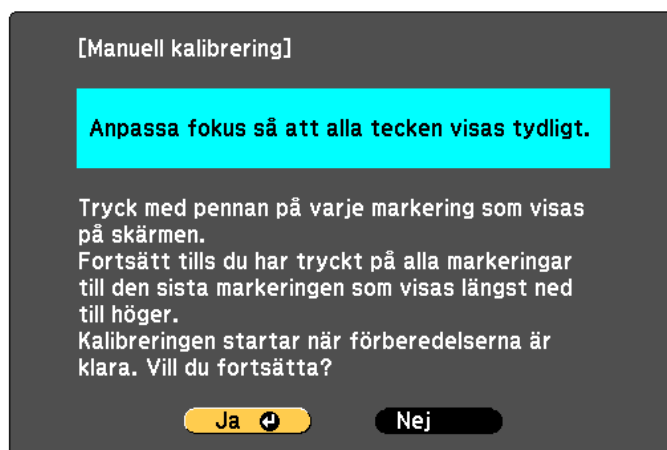 [Manuell kalibrering]
Anpassa fokus så att alla tecken visas tydligt.
Tryck med pennan på varje markering som visas
på skärmen.
Fortsätt tills du har tryckt på alla markeringar
till den sista markeringen som visas längst ned
till höger.
Kalibreringen startar när förberedelserna är
klara. Vill du fortsätta?
Ja Nej